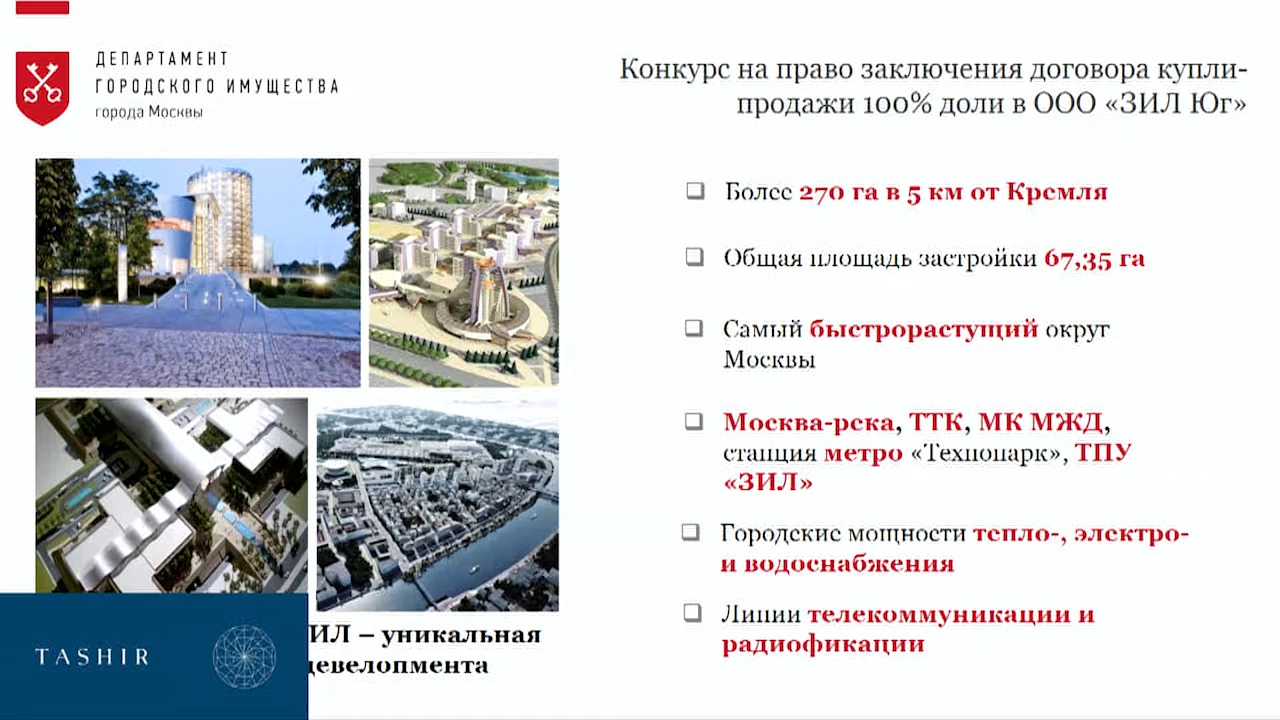 ДЕПАРТАМЕНТ
ГОРОДСКОГО ИМУЩЕСТВА
города Москвы
Конкурс на право заключения договора купли-
продажи 100% доли в ООО «ЗИЛ Юг»
Более 270 га в 5 км от Кремля
Общая площадь застройки 67,35 га
Самый быстрорастущий округ
Москвы
Москва-река, ТТК, МК МЖД,
станция метро «Технопарк», ТПУ
«ЗИЛ»
Городские мощности тепло-, электро-
и водоснабжения
Линии телекоммуникации и
радиофикации
ИЛ – уникальная
девелопмента
TASHIR